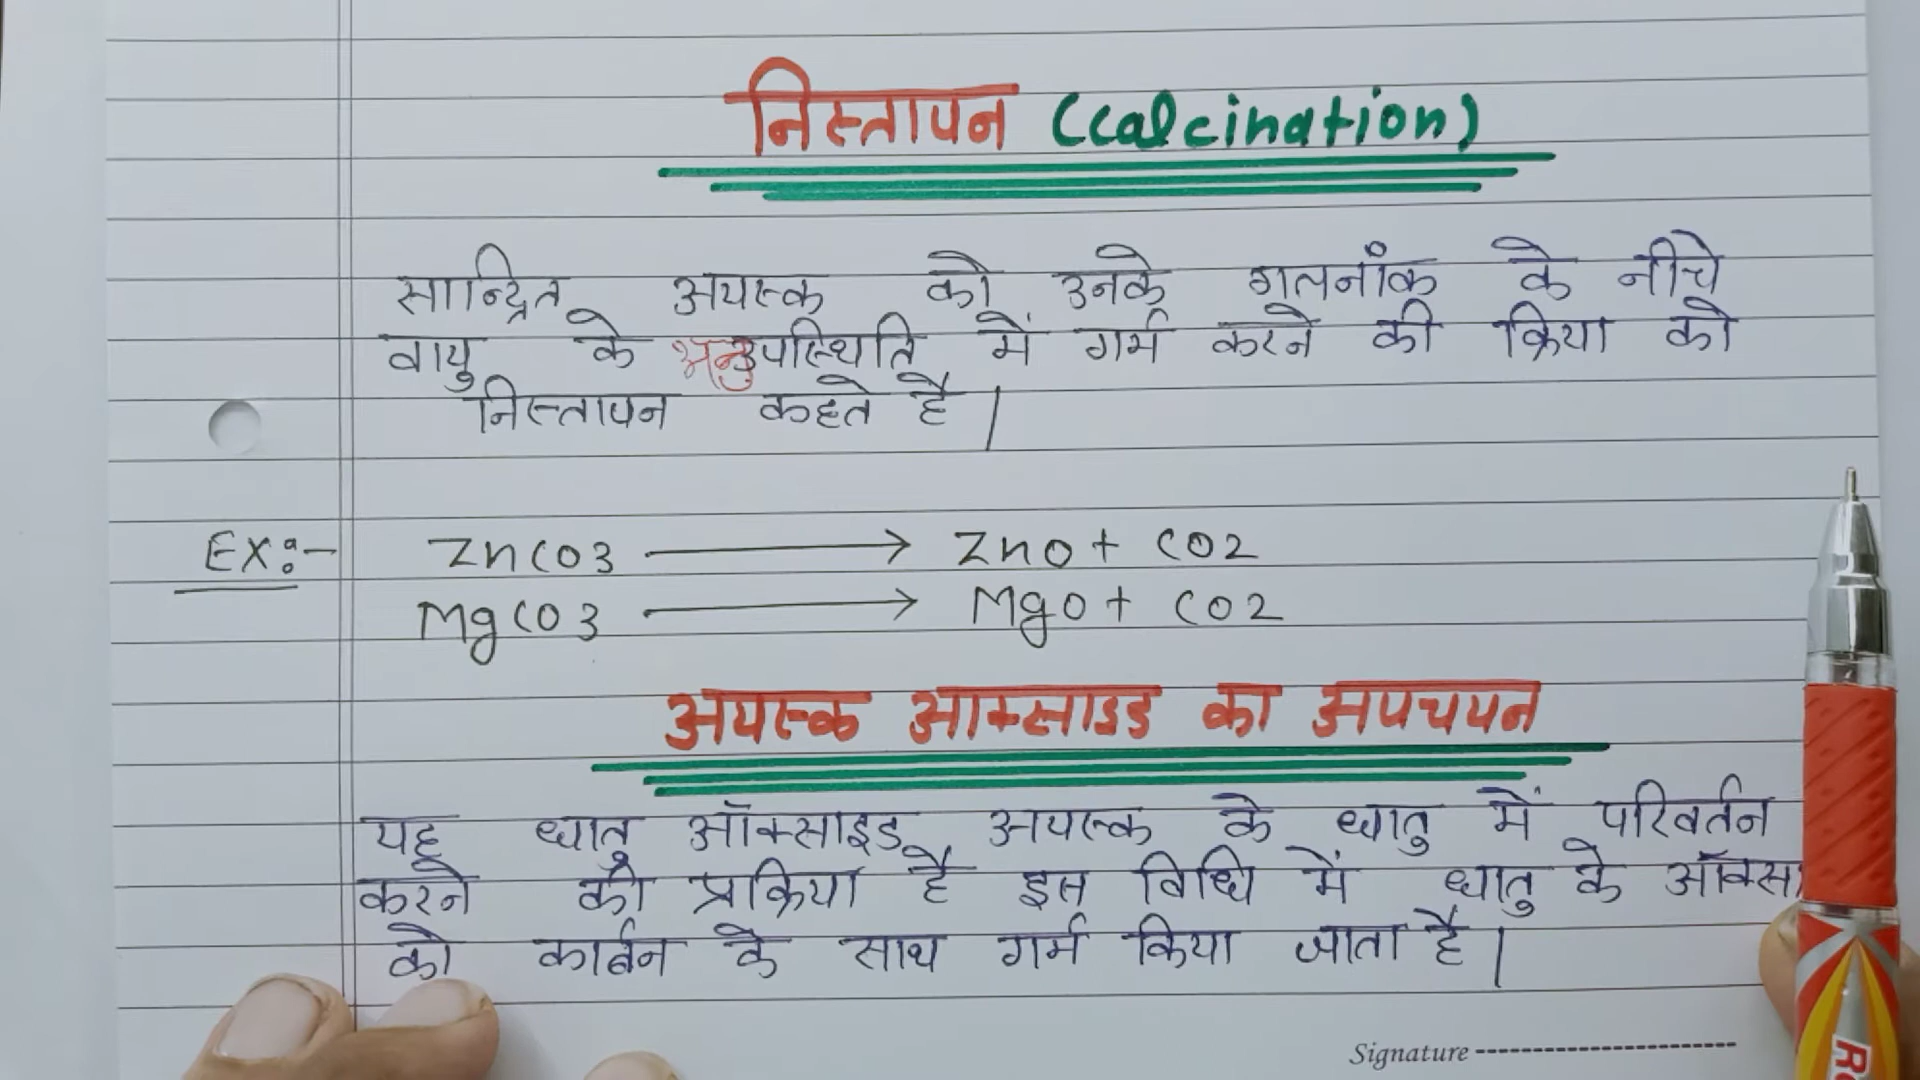 निस्तापन (Calcination)
सान्द्रित अयस्क को उनके गलनांक के नीचे
वायु के अनुउपस्थिति में गर्म करने की क्रिया को
निस्तापन कहते है |
EX:- ZnCO3 → ZnO + CO2
MgCO3 → MgO + CO2
अयस्क आक्साइड का अपचयन
यह धातु ऑक्साइड अयस्क के धातु में परिवर्तन
करने की प्रक्रिया है इस विधि में धातु के ऑक्सा
को कार्बन के साथ गर्म किया जाता है |
Signature